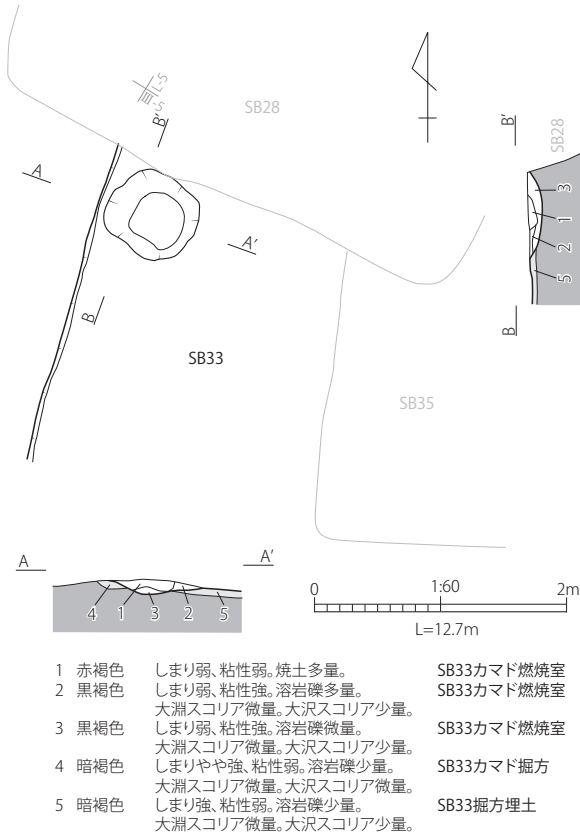 Ⅲ-5
L-5
SB28
B'
A
A'
B
SB33
SB35
B'
SB28
3
1
2
5
B
A
A'
4 1 3 2 5
0 1:60 2m
L=12.7m
1 赤褐色 しまり弱、粘性弱。焼土多量。 SB33カマド燃焼室
2 黒褐色 しまり弱、粘性強。溶岩礫多量。 SB33カマド燃焼室
大淵スコリア微量。大沢スコリア少量。
3 黒褐色 しまり弱、粘性強。溶岩礫微量。 SB33カマド燃焼室
大淵スコリア微量。大沢スコリア少量。
4 暗褐色 しまりやや強、粘性弱。溶岩礫少量。 SB33カマド掘方
大淵スコリア微量。大沢スコリア微量。
5 暗褐色 しまり強、粘性弱。溶岩礫少量。 SB33掘方埋土
大淵スコリア微量。大沢スコリア少量。